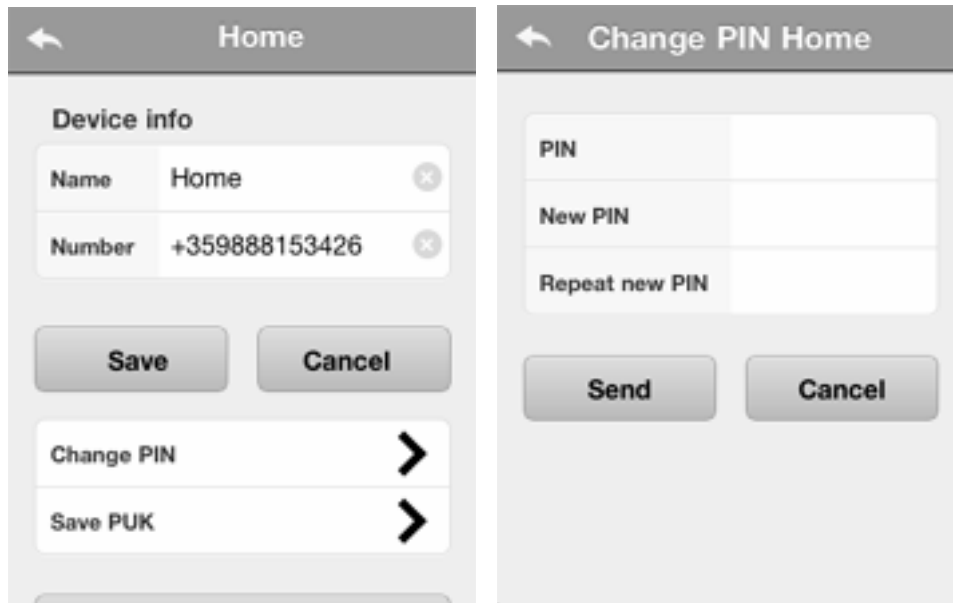 Home
Device info
Name Home
Number +359888153426
Save Cancel
Change PIN
Save PUK
Change PIN Home
PIN
New PIN
Repeat new PIN
Send Cancel